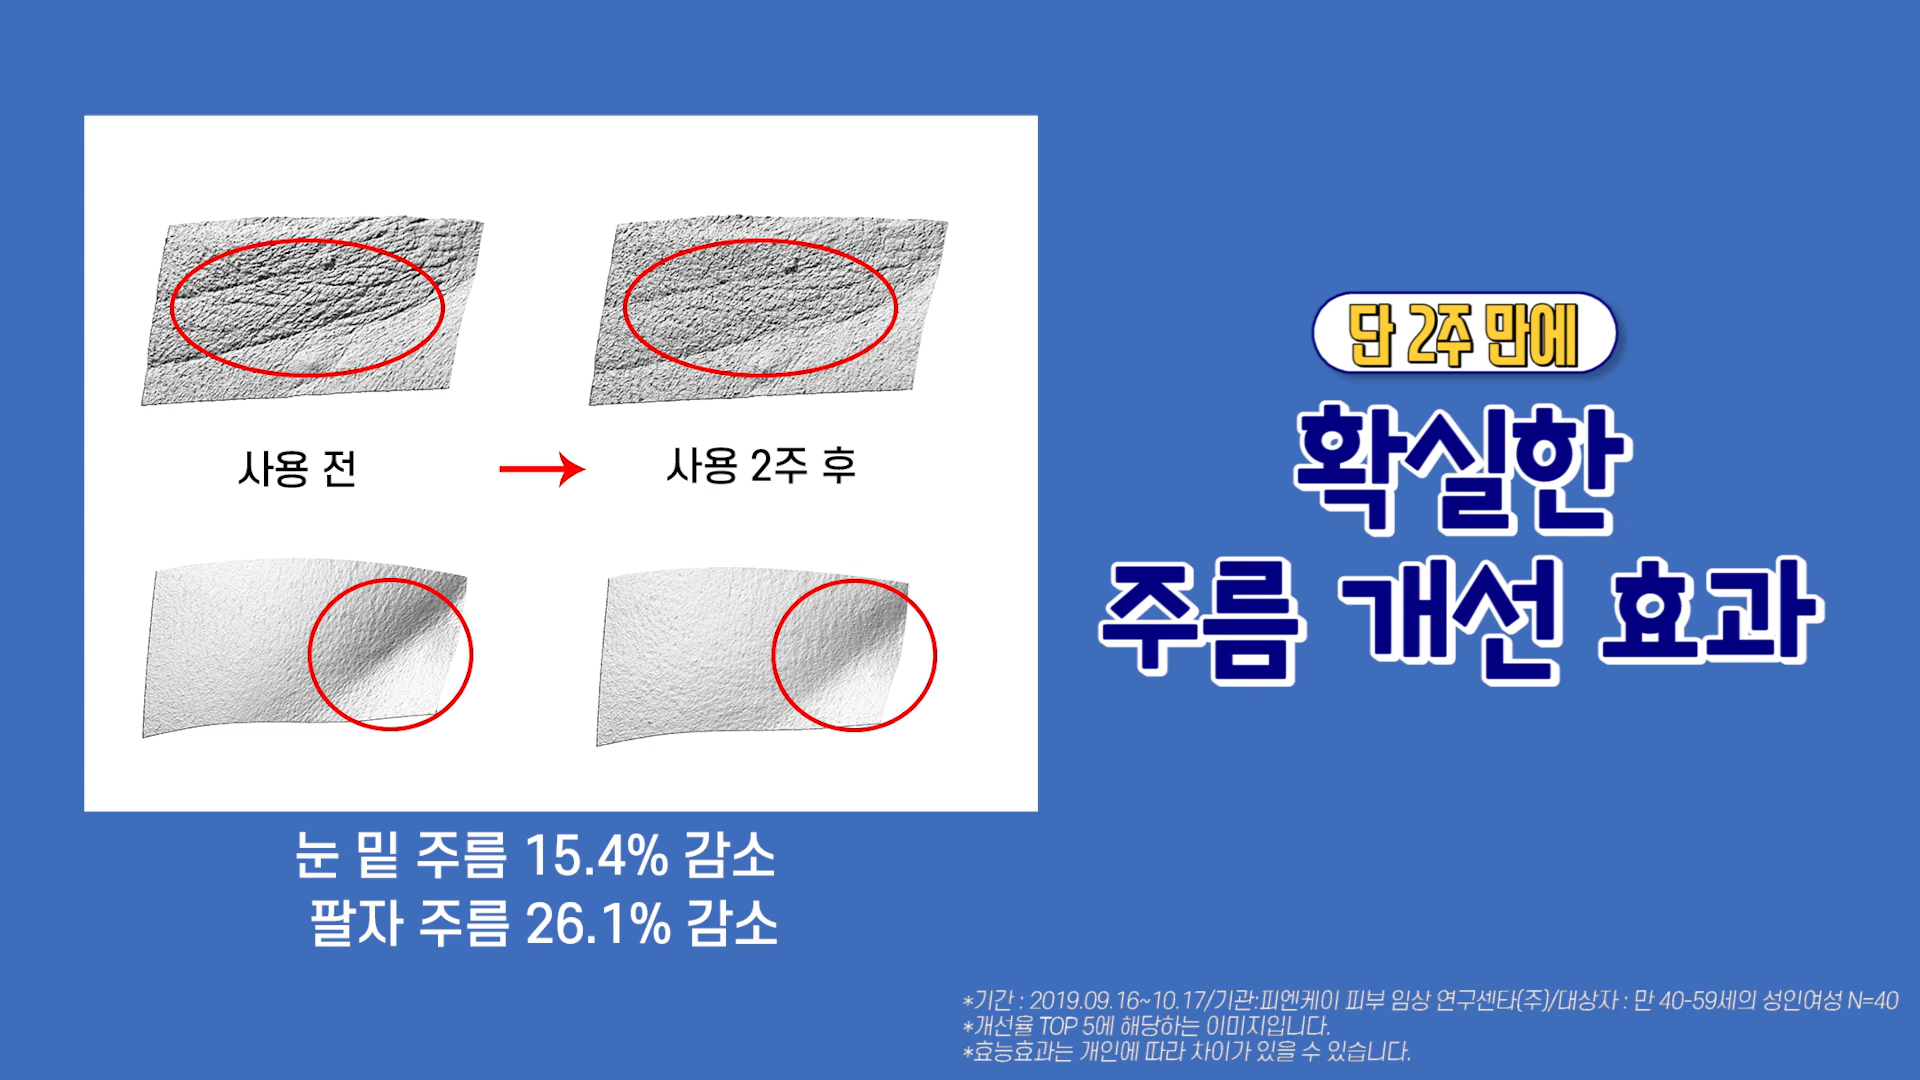 사용 전
사용 2주 후
눈 밑 주름 15.4% 감소
팔자 주름 26.1% 감소
단 2주 만에
확실한
주름 개선 효과
*기간 : 2019.09.16~10.17/기관:피엔케이 피부 임상 연구센타(주)/대상자 : 만 40-59세의 성인여성 N=40
*개선율 TOP 5에 해당하는 이미지입니다.
*효능효과는 개인에 따라 차이가 있을 수 있습니다.